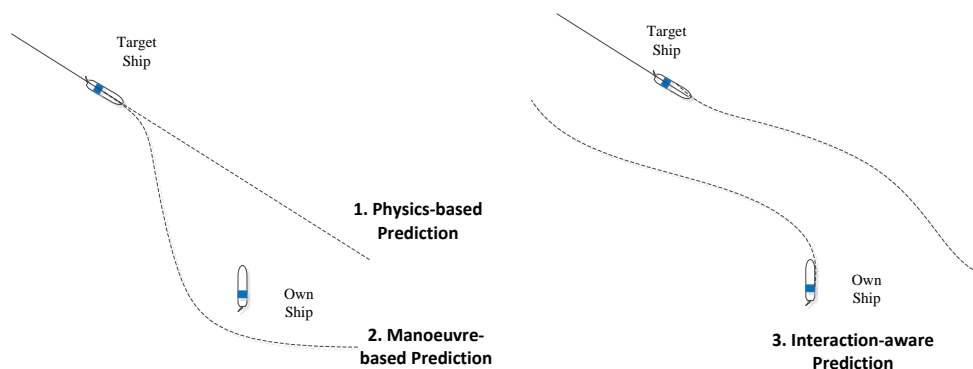 Target
Ship
1. Physics-based
Prediction
Own
Ship
2. Manoeuvre-
based Prediction
Target
Ship
Own
Ship
3. Interaction-aware
Prediction